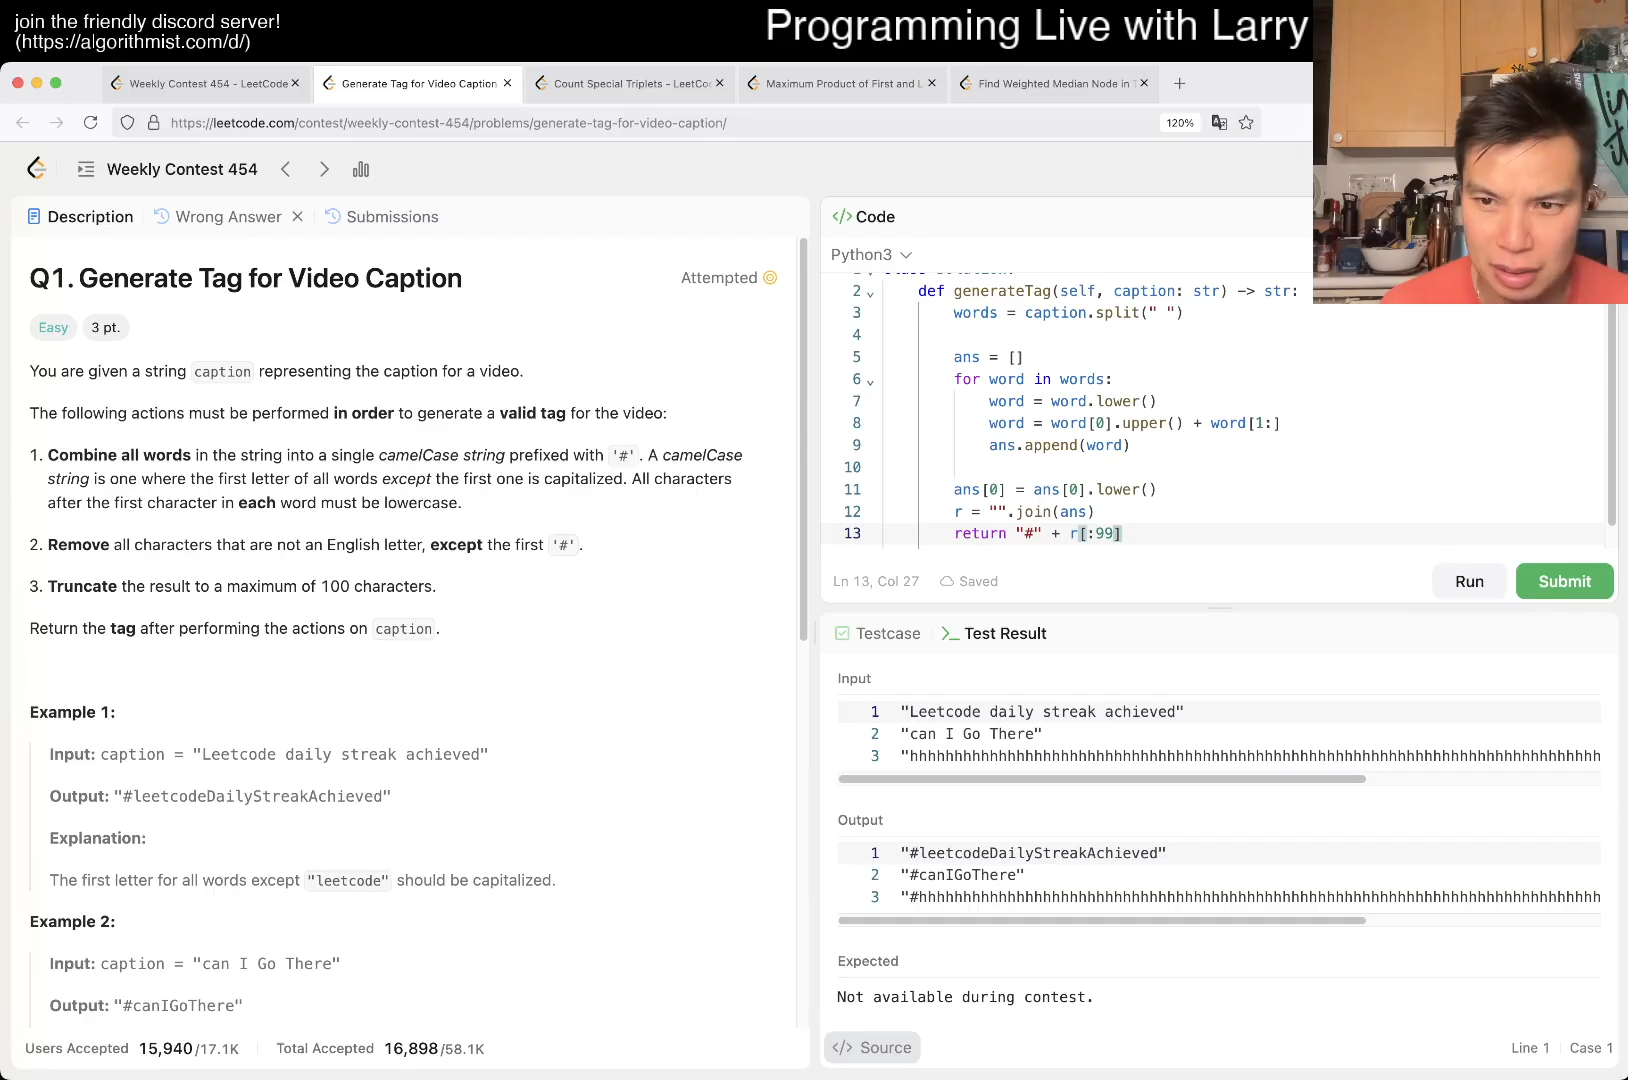 join the friendly discord server!
(https://algorithmist.com/d/)
Programming Live with Larry
Weekly Contest 454 - LeetCode
Generate Tag for Video Caption
Count Special Triplets - LeetCo
Maximum Product of First and L
Find Weighted Median Node in T
https://leetcode.com/contest/weekly-contest-454/problems/generate-tag-for-video-caption/
120%
Weekly Contest 454
Description
Wrong Answer
Submissions
Q1. Generate Tag for Video Caption
Attempted
Easy
3 pt.
You are given a string caption representing the caption for a video.
The following actions must be performed in order to generate a valid tag for the video:
1. Combine all words in the string into a single camelCase string prefixed with '#'. A camelCase
string is one where the first letter of all words except the first one is capitalized. All characters
after the first character in each word must be lowercase.
2. Remove all characters that are not an English letter, except the first '#'.
3. Truncate the result to a maximum of 100 characters.
Return the tag after performing the actions on caption.
Example 1:
Input: caption = "Leetcode daily streak achieved"
Output: "#leetcodeDailyStreakAchieved"
Explanation:
The first letter for all words except "leetcode" should be capitalized.
Example 2:
Input: caption = "can I Go There"
Output: "#canIGoThere"
Users Accepted 15,940/17.1K
Total Accepted 16,898/58.1K
</> Code
Python3
2 def generateTag(self, caption: str) -> str:
3 words = caption.split(" ")
4
5 ans = []
6 for word in words:
7 word = word.lower()
8 word = word[0].upper() + word[1:]
9 ans.append(word)
10
11 ans[0] = ans[0].lower()
12 r = "".join(ans)
13 return "#" + r[:99]
Ln 13, Col 27
Saved
Run
Submit
Testcase
Test Result
Input
1 "Leetcode daily streak achieved"
2 "can I Go There"
3 "hhhhhhhhhhhhhhhhhhhhhhhhhhhhhhhhhhhhhhhhhhhhhhhhhhhhhhhhhhhhhhhhhhhhhhhhhhhhhh
Output
1 "#leetcodeDailyStreakAchieved"
2 "#canIGoThere"
3 "#hhhhhhhhhhhhhhhhhhhhhhhhhhhhhhhhhhhhhhhhhhhhhhhhhhhhhhhhhhhhhhhhhhhhhhhhhhhhh
Expected
Not available during contest.
</> Source
Line 1
Case 1